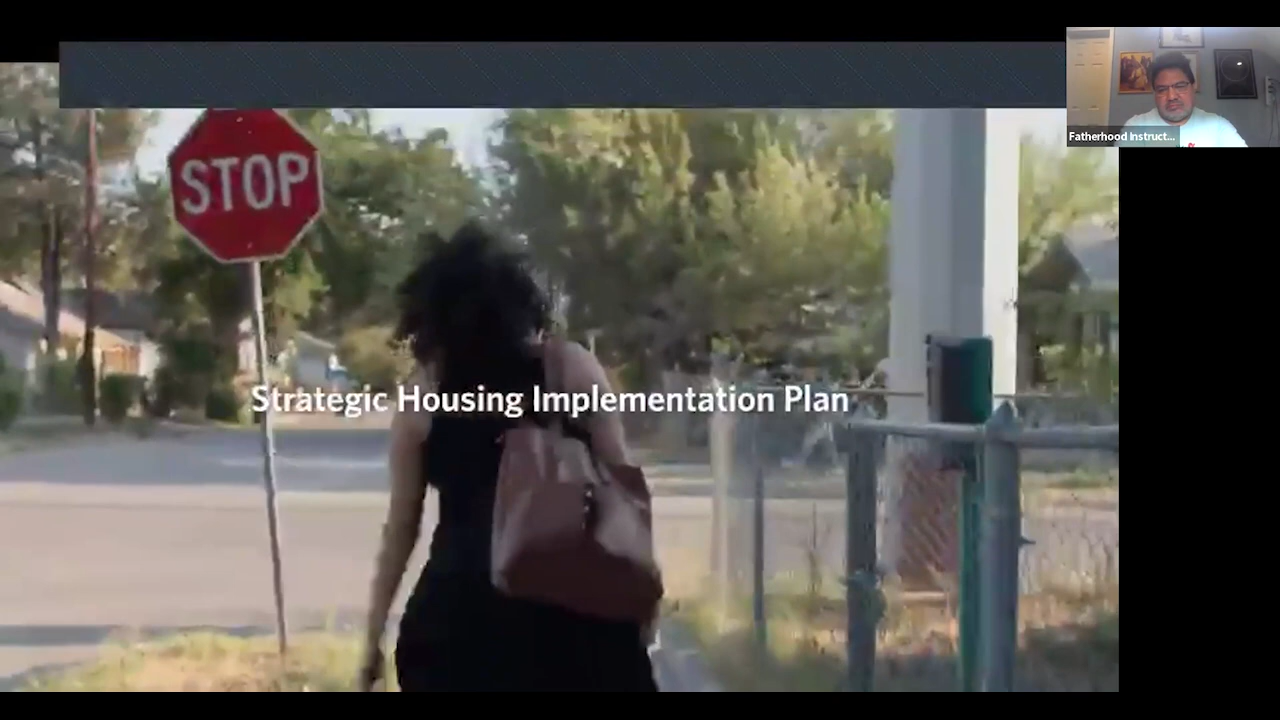 STOP
Fatherhood Instruct...
Strategic Housing Implementation Plan